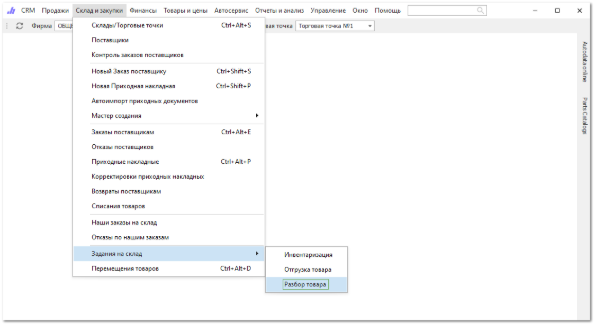 CRM Продажи Склад и закупки Финансы Товары и цены Автосервис Отчеты и анализ Управление Окно Помощь
Фирма ОБЩ вая точка Торговая точка №1
Склады/Торговые точки Ctrl+Alt+S
Поставщики
Контроль заказов поставщиков
Новый Заказ поставщику Ctrl+Shift+S
Новая Приходная накладная Ctrl+Shift+P
Автоимпорт приходных документов
Мастер создания
Заказы поставщикам Ctrl+Alt+E
Отказы поставщиков
Приходные накладные Ctrl+Alt+P
Корректировки приходных накладных
Возвраты поставщикам
Списания товаров
Наши заказы на склад
Отказы по нашим заказам
Задания на склад
Перемещения товаров Ctrl+Alt+D
Инвентаризация
Отгрузка товара
Разбор товара
Autodata online
Parts Catalogs